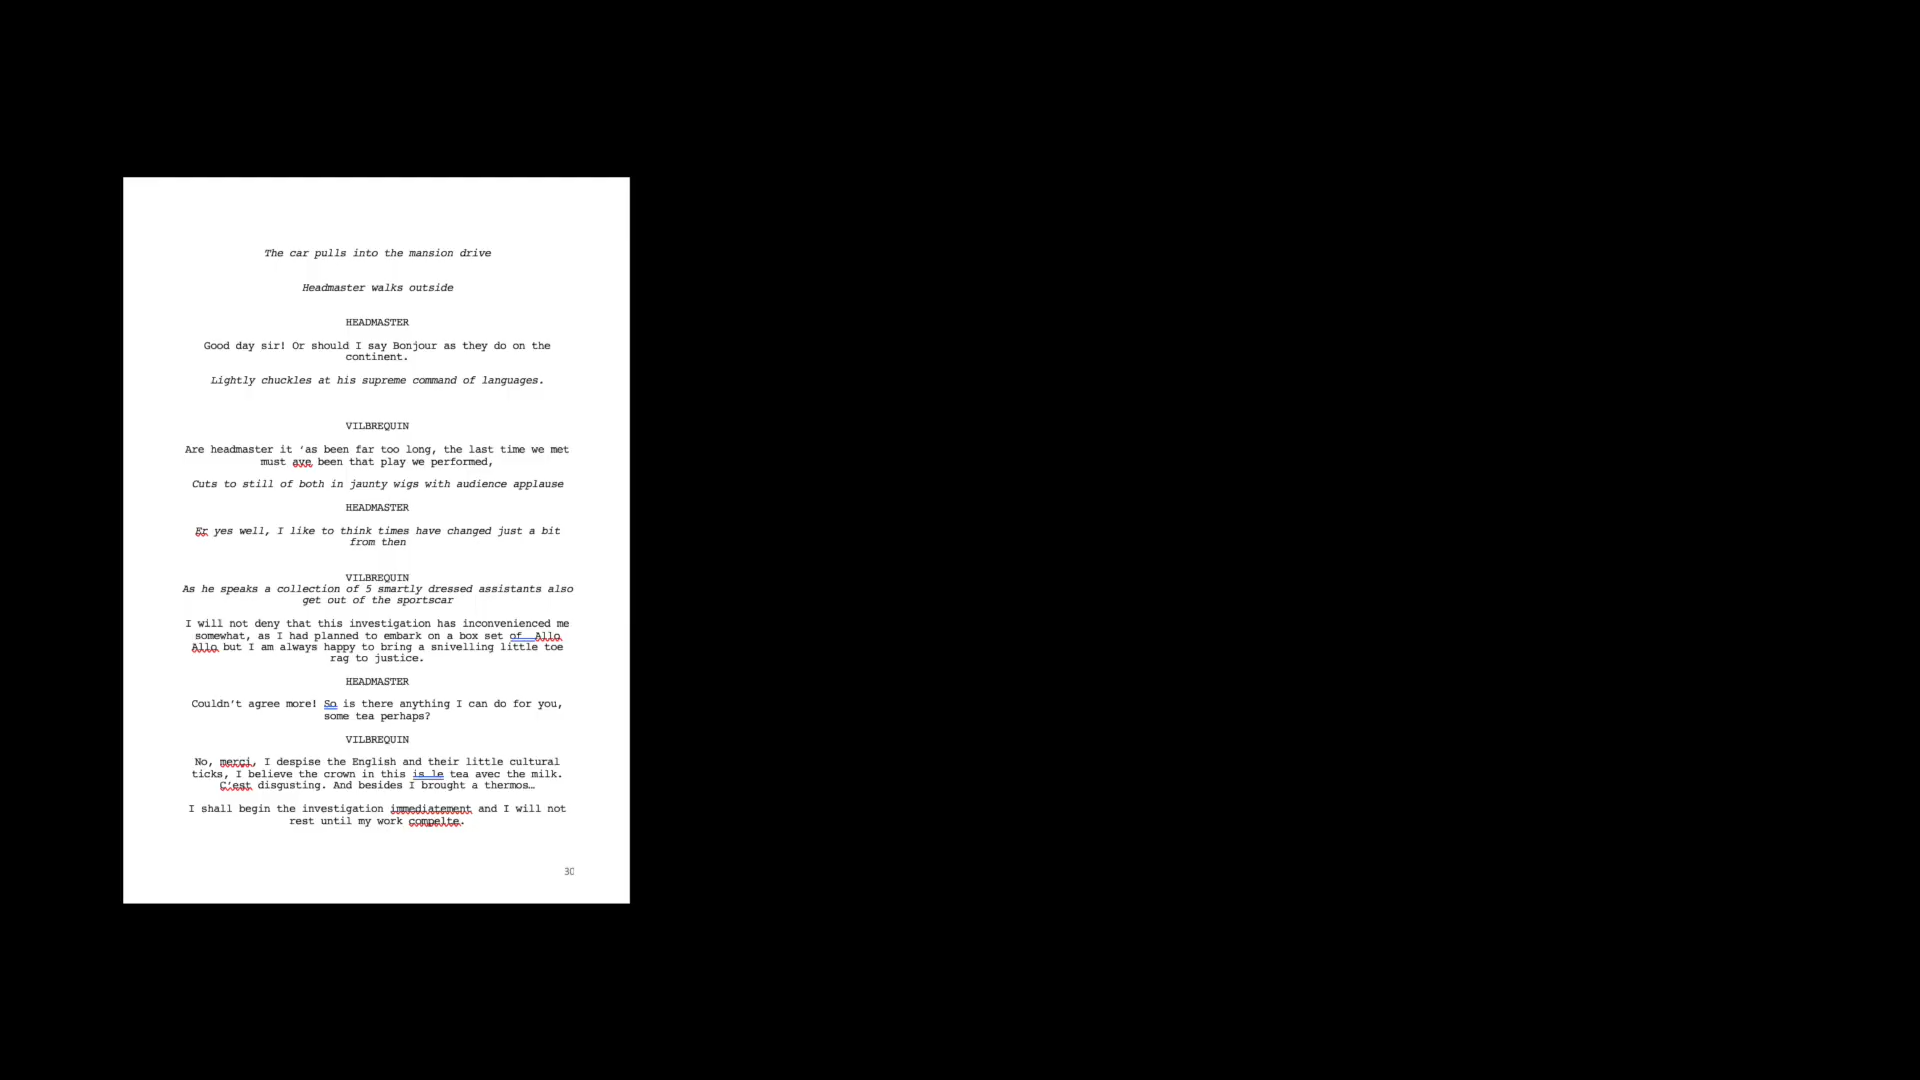 The car pulls into the mansion drive
Headmaster walks outside
HEADMASTER
Good day sir! Or should I say Bonjour as they do on the
continent.
Lightly chuckles at his supreme command of languages.
VILBREQUIN
Are headmaster it ‘as been far too long, the last time we met
must ave been that play we performed,
Cuts to still of both in jaunty wigs with audience applause
HEADMASTER
Er yes well, I like to think times have changed just a bit
from then
VILBREQUIN
As he speaks a collection of 5 smartly dressed assistants also
get out of the sportscar
I will not deny that this investigation has inconvenienced me
somewhat, as I had planned to embark on a box set of  Allo
Allo but I am always happy to bring a snivelling little toe
rag to justice.
HEADMASTER
Couldn’t agree more! So is there anything I can do for you,
some tea perhaps?
VILBREQUIN
No, merci, I despise the English and their little cultural
ticks, I believe the crown in this is le tea avec the milk.
C’est disgusting. And besides I brought a thermos…
I shall begin the investigation immediatement and I will not
rest until my work compelte.
30